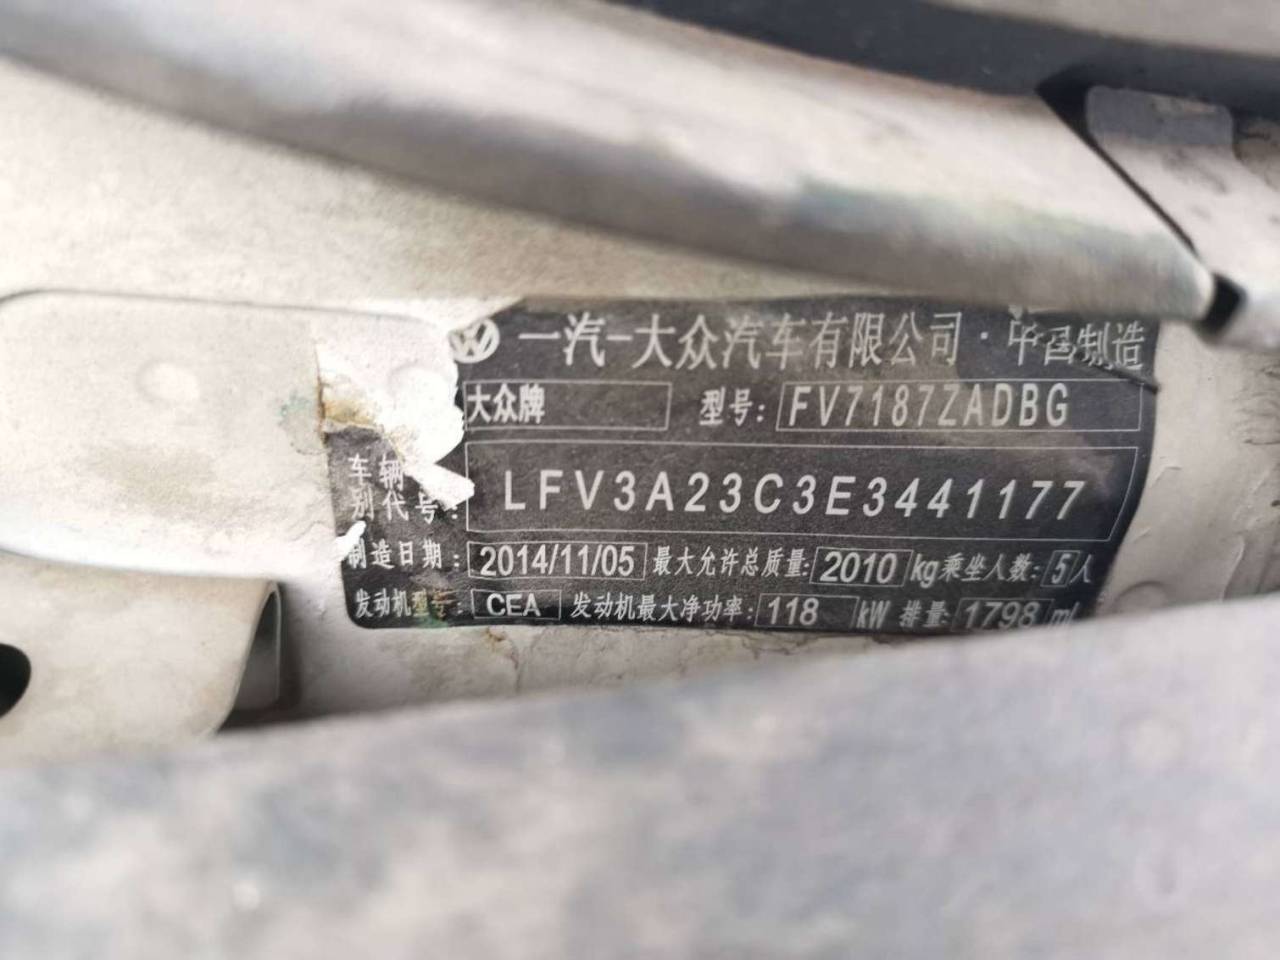 一汽-大众汽车有限公司·中国制造
大众牌 型号: FV7187ZADBG
车辆
别代号: LFV3A23C3E3441177
制造日期: 2014/11/05 最大允许总质量: 2010 kg 乘坐人数: 5人
发动机型号: CEA 发动机最大净功率: 118 kW 排量: 1798 mL